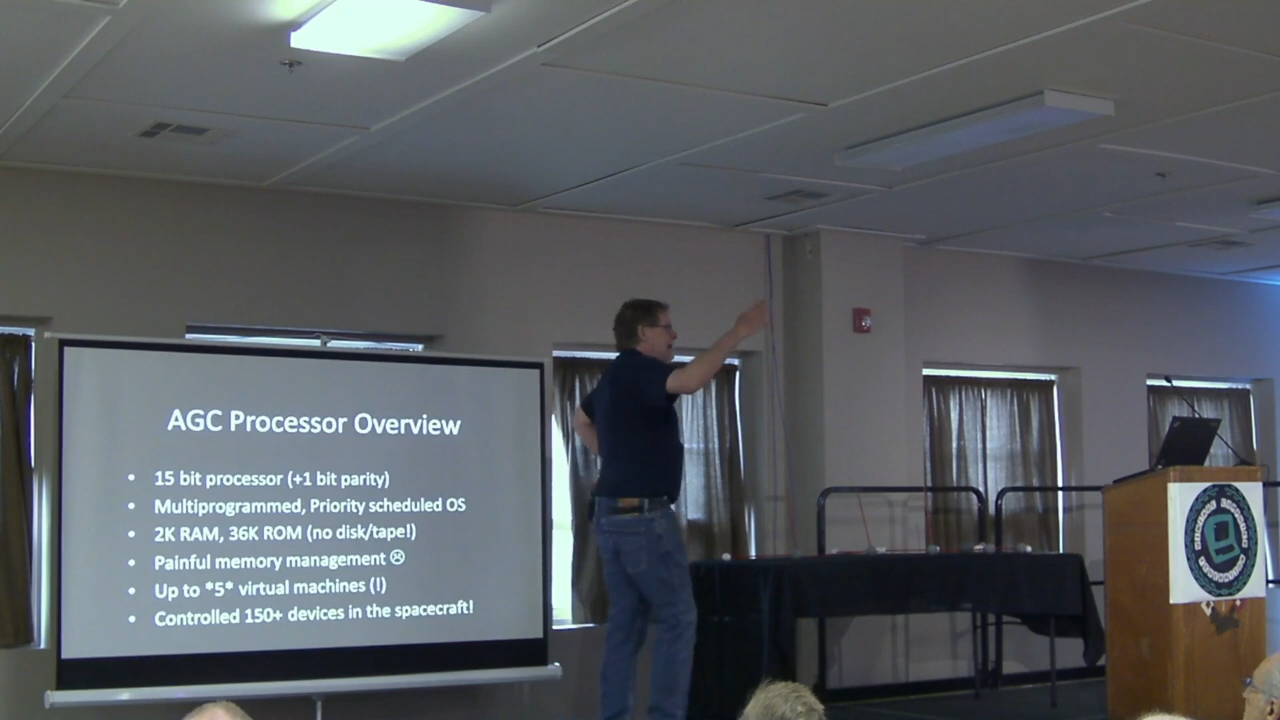 AGC Processor Overview
• 15 bit processor (+1 bit parity)
• Multiprogrammed, Priority scheduled OS
• 2K RAM, 36K ROM (no disk/tape!)
• Painful memory management ☹
• Up to *5* virtual machines (!)
• Controlled 150+ devices in the spacecraft!